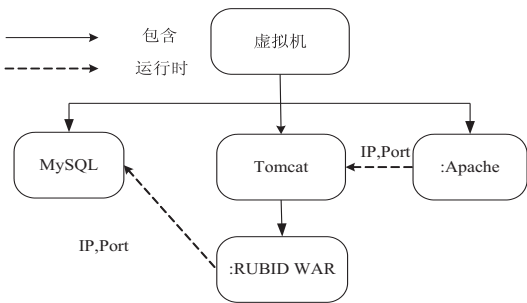 包含
虚拟机
运行时
IP,Port
MySQL
Tomcat
:Apache
IP,Port
:RUBID WAR